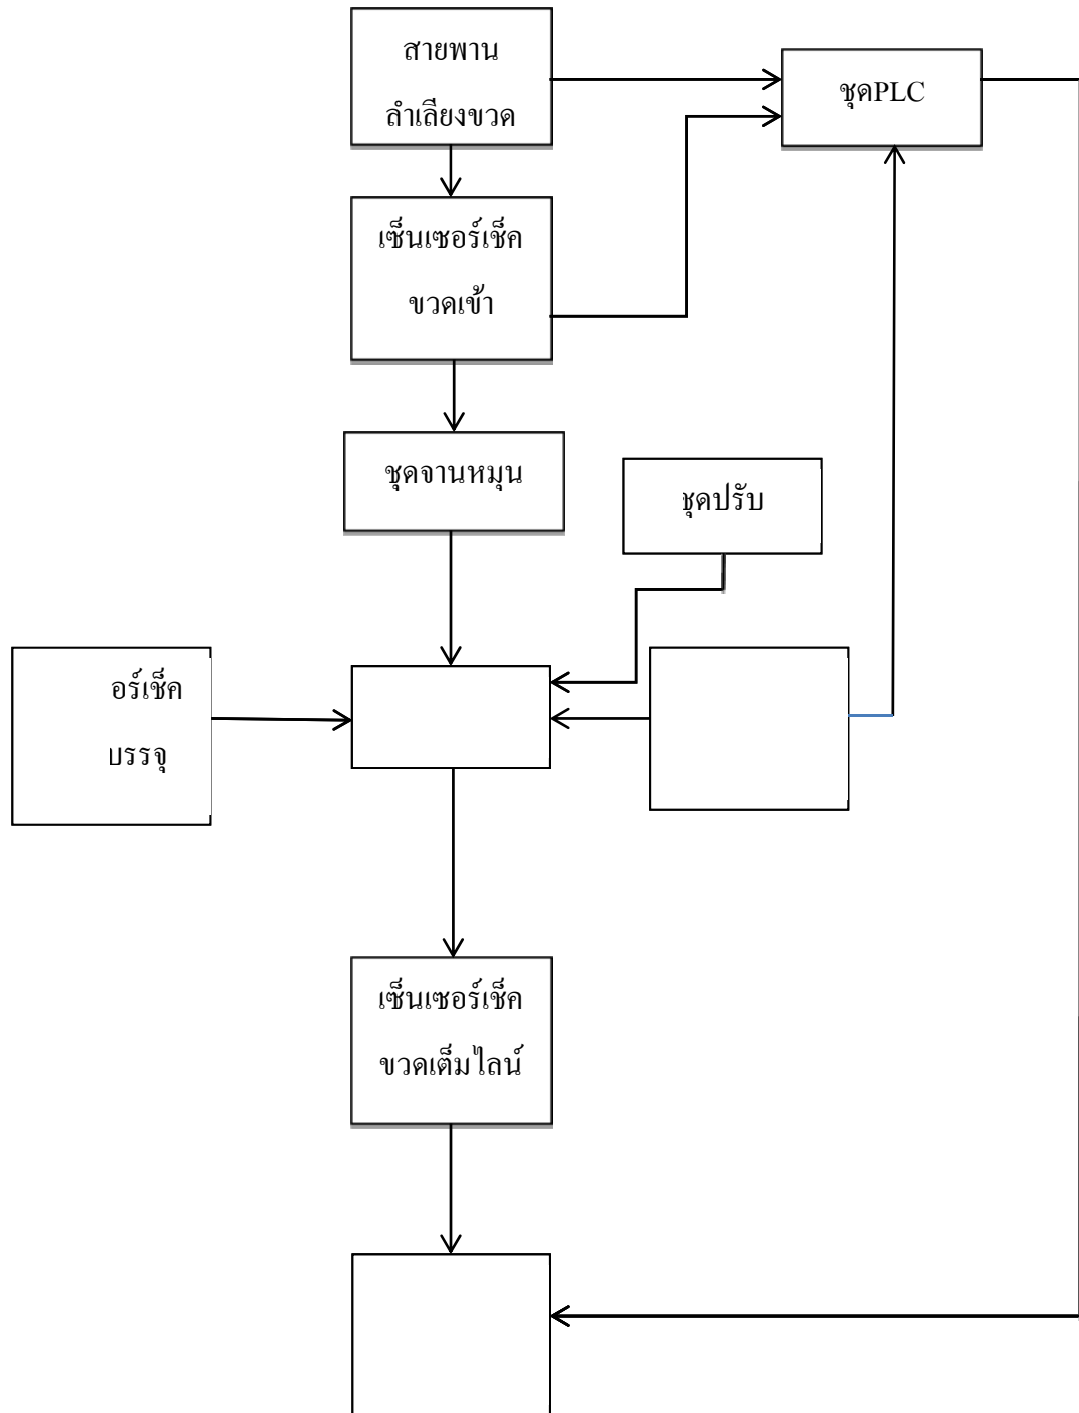 สายพาน
ลำเลียงขวด
ชุดPLC
เซ็นเซอร์เช็ค
ขวดเข้า
ชุดจานหมุน
ชุดปรับ
อร์เช็ค
บรรจุ
เซ็นเซอร์เช็ค
ขวดเต็มไลน์